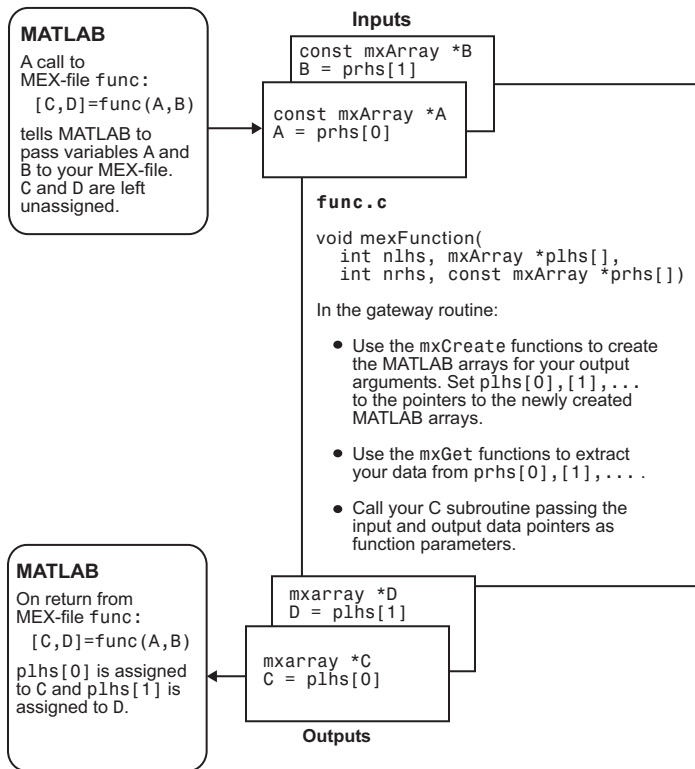 MATLAB
A call to
MEX-file func:
[C,D]=func(A,B)
tells MATLAB to
pass variables A and
B to your MEX-file.
C and D are left
unassigned.
Inputs
const mxArray *B
B = prhs[1]
const mxArray *A
A = prhs[0]
func.c
void mexFunction(
int nlhs, mxArray *plhs[],
int nrhs, const mxArray *prhs[])
In the gateway routine:
• Use the mxCreate functions to create
the MATLAB arrays for your output
arguments. Set plhs[0],[1],...
to the pointers to the newly created
MATLAB arrays.
• Use the mxGet functions to extract
your data from prhs[0],[1],... .
• Call your C subroutine passing the
input and output data pointers as
function parameters.
MATLAB
On return from
MEX-file func:
[C,D]=func(A,B)
plhs[0] is assigned
to C and plhs[1] is
assigned to D.
mxarray *D
D = plhs[1]
mxarray *C
C = plhs[0]
Outputs